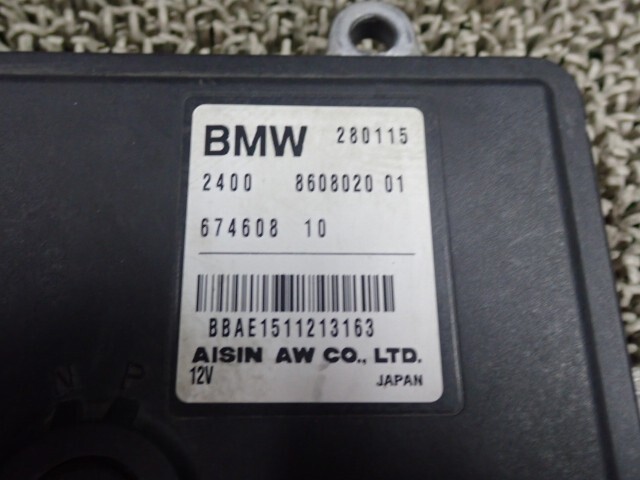 BMW 280115
2400 8608020 01
674608 10
BBAE1511213163
AISIN AW CO., LTD.
12V JAPAN
N P